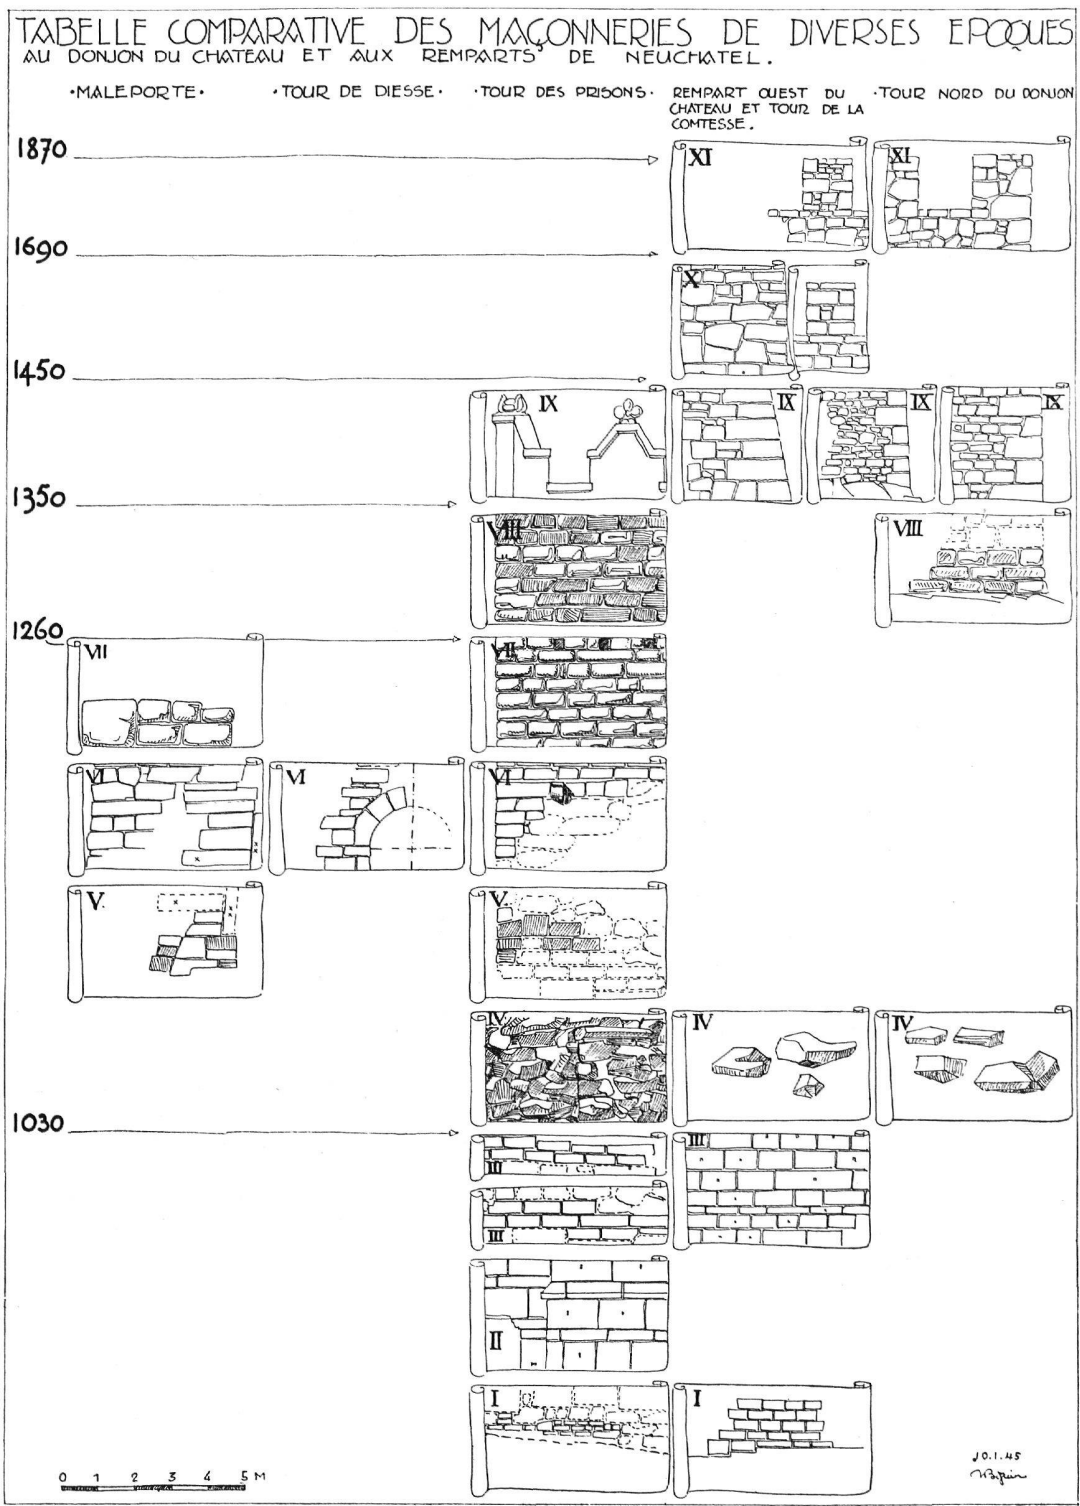 TABELLE COMPARATIVE DES MAÇONNERIES DE DIVERSES EPOQUES
AU DONJON DU CHATEAU ET AUX REMPARTS DE NEUCHATEL.
·MALEPORTE· ·TOUR DE DIESSE· ·TOUR DES PRISONS· REMPART OUEST DU ·TOUR NORD DU DONJON
CHATEAU ET TOUR DE LA
COMTESSE.
1870
XI XI
1690
X
1450
IX IX IX IX
1350
VIII VIII
1260
VII VII
VI VI VI
V. V.
IV IV IV
1030
III III
III
II
I I
10.1.45
0 1 2 3 4 5 M